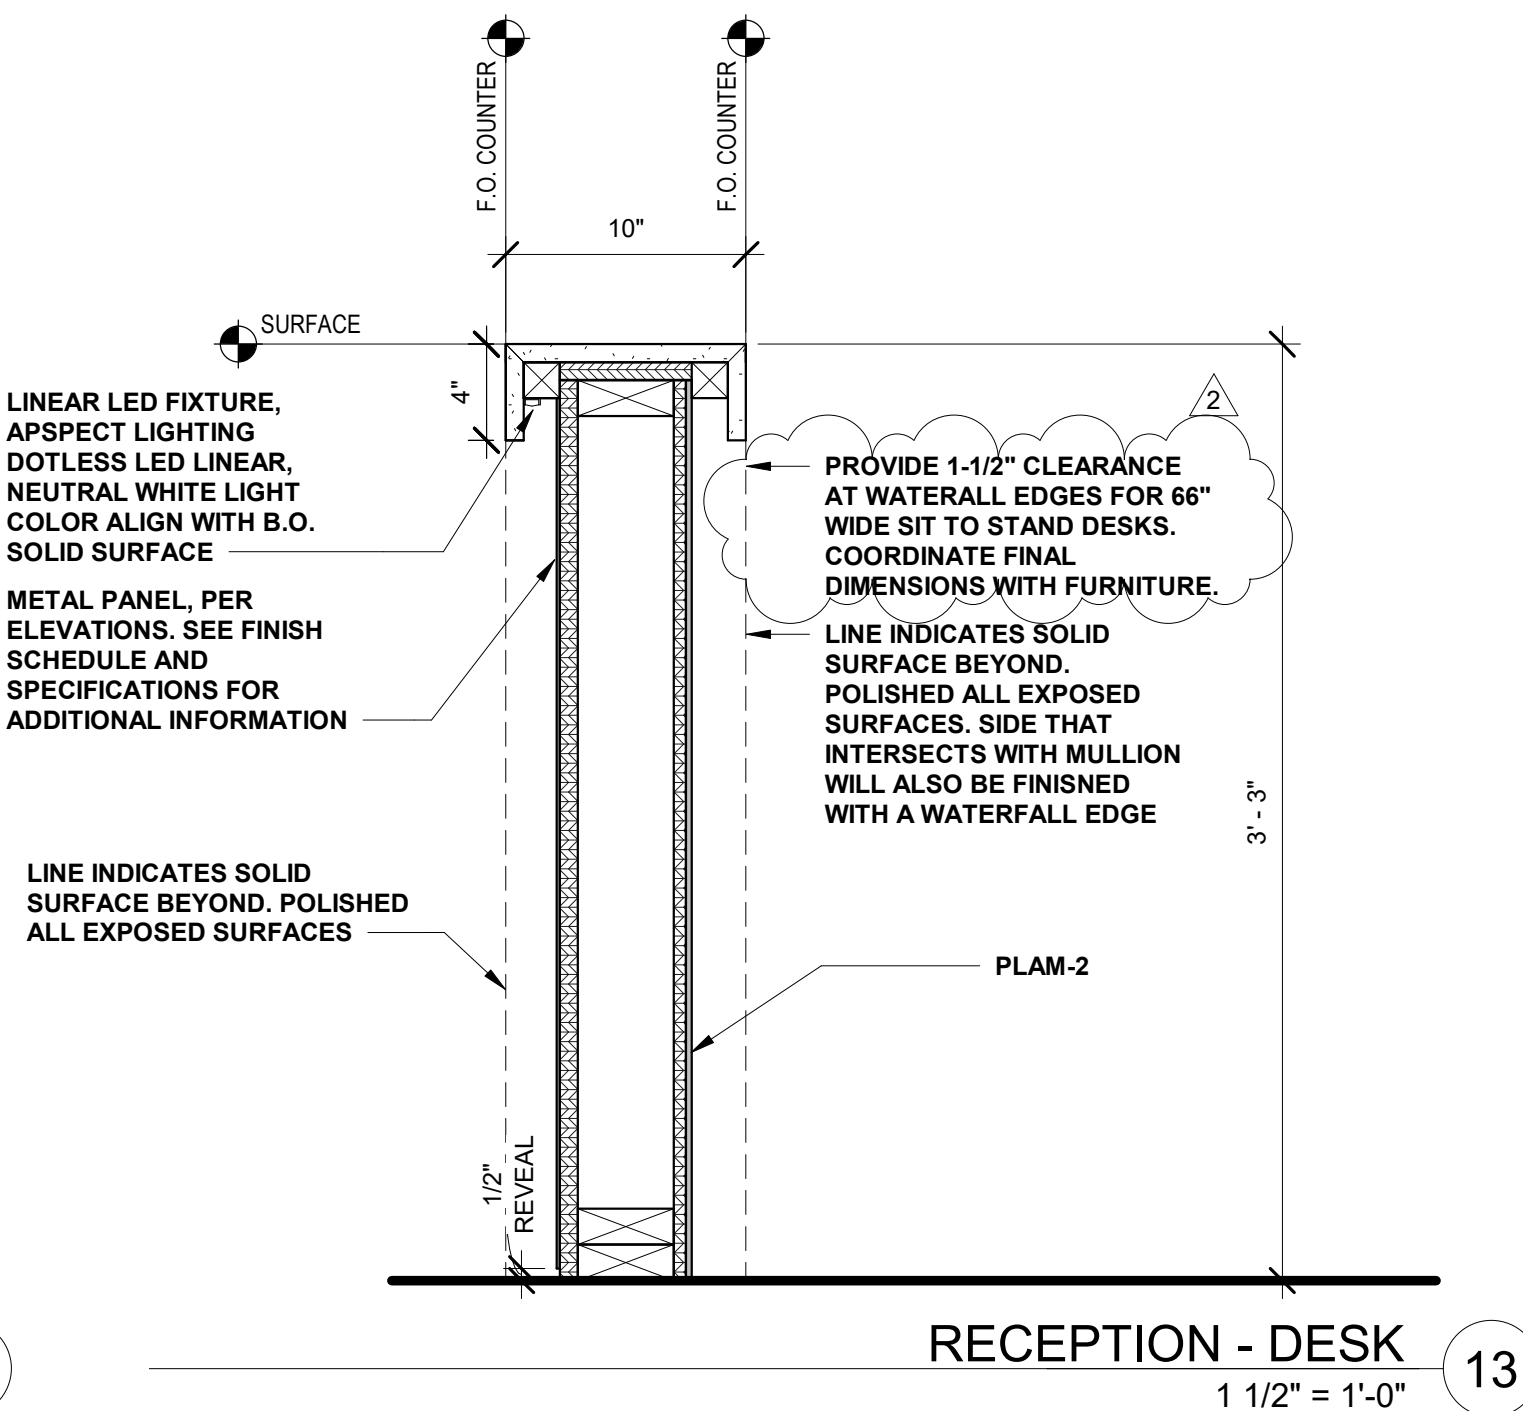 F.O. COUNTER
F.O. COUNTER
10"
SURFACE
4"
LINEAR LED FIXTURE,
APSPECT LIGHTING
DOTLESS LED LINEAR,
NEUTRAL WHITE LIGHT
COLOR ALIGN WITH B.O.
SOLID SURFACE
METAL PANEL, PER
ELEVATIONS. SEE FINISH
SCHEDULE AND
SPECIFICATIONS FOR
ADDITIONAL INFORMATION
LINE INDICATES SOLID
SURFACE BEYOND. POLISHED
ALL EXPOSED SURFACES
1/2"
REVEAL
2
PROVIDE 1-1/2" CLEARANCE
AT WATERALL EDGES FOR 66"
WIDE SIT TO STAND DESKS.
COORDINATE FINAL
DIMENSIONS WITH FURNITURE.
LINE INDICATES SOLID
SURFACE BEYOND.
POLISHED ALL EXPOSED
SURFACES. SIDE THAT
INTERSECTS WITH MULLION
WILL ALSO BE FINISNED
WITH A WATERFALL EDGE
3' - 3"
PLAM-2
RECEPTION - DESK
13
1 1/2" = 1'-0"